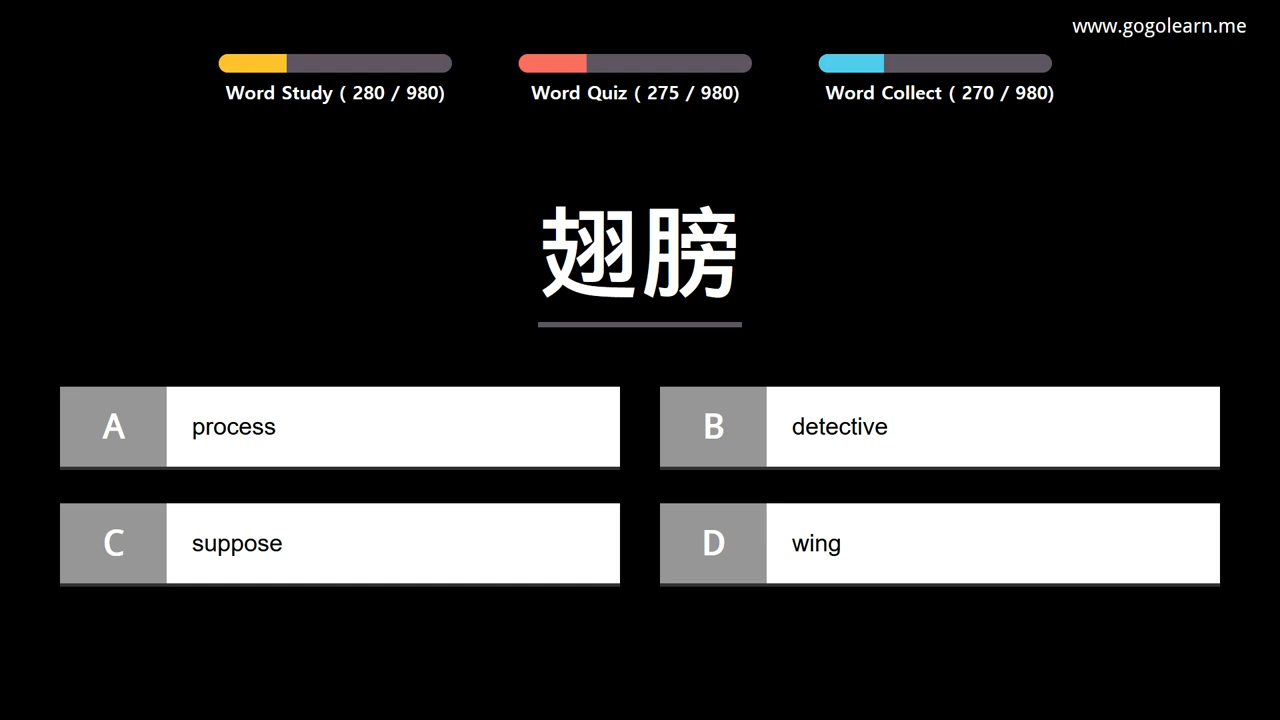 www.gogolearn.me
Word Study ( 280 / 980)
Word Quiz ( 275 / 980)
Word Collect ( 270 / 980)
翅膀
A process
B detective
C suppose
D wing